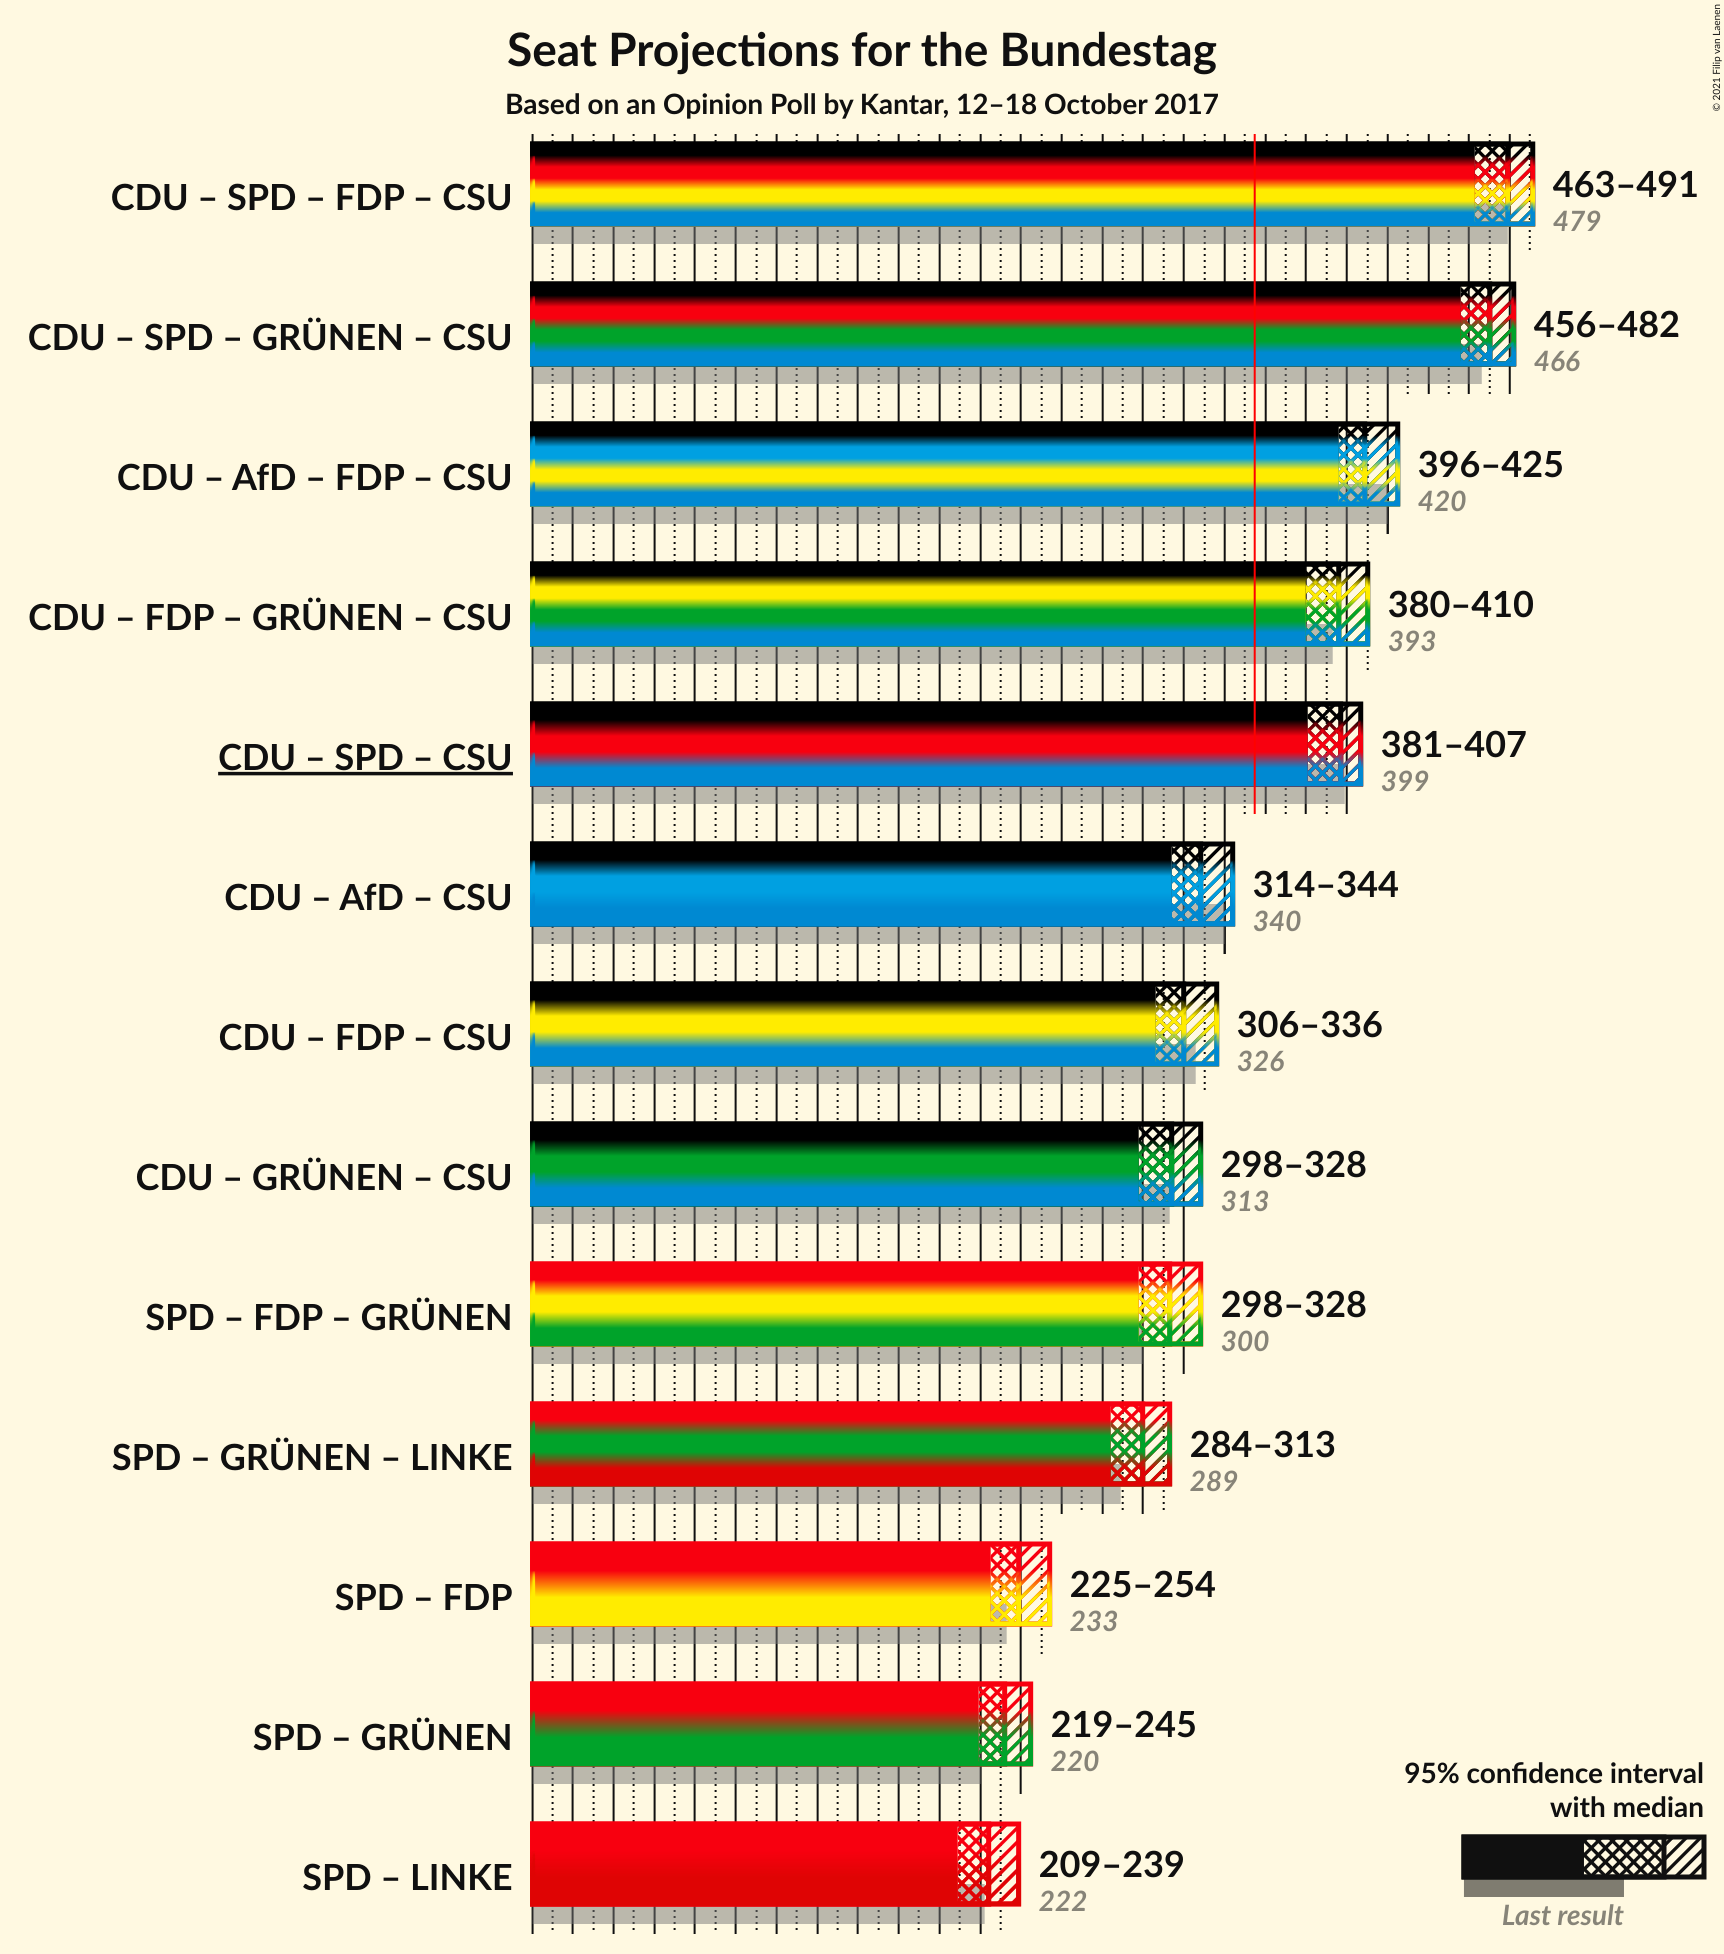 Seat Projections for the Bundestag
Based on an Opinion Poll by Kantar, 12–18 October 2017
© 2021 Filip van Laenen
CDU – SPD – FDP – CSU
463–491
479
CDU – SPD – GRÜNEN – CSU
456–482
466
CDU – AfD – FDP – CSU
396–425
420
CDU – FDP – GRÜNEN – CSU
380–410
393
CDU – SPD – CSU
381–407
399
CDU – AfD – CSU
314–344
340
CDU – FDP – CSU
306–336
326
CDU – GRÜNEN – CSU
298–328
313
SPD – FDP – GRÜNEN
298–328
300
SPD – GRÜNEN – LINKE
284–313
289
SPD – FDP
225–254
233
SPD – GRÜNEN
219–245
220
SPD – LINKE
209–239
222
95% confidence interval
with median
Last result